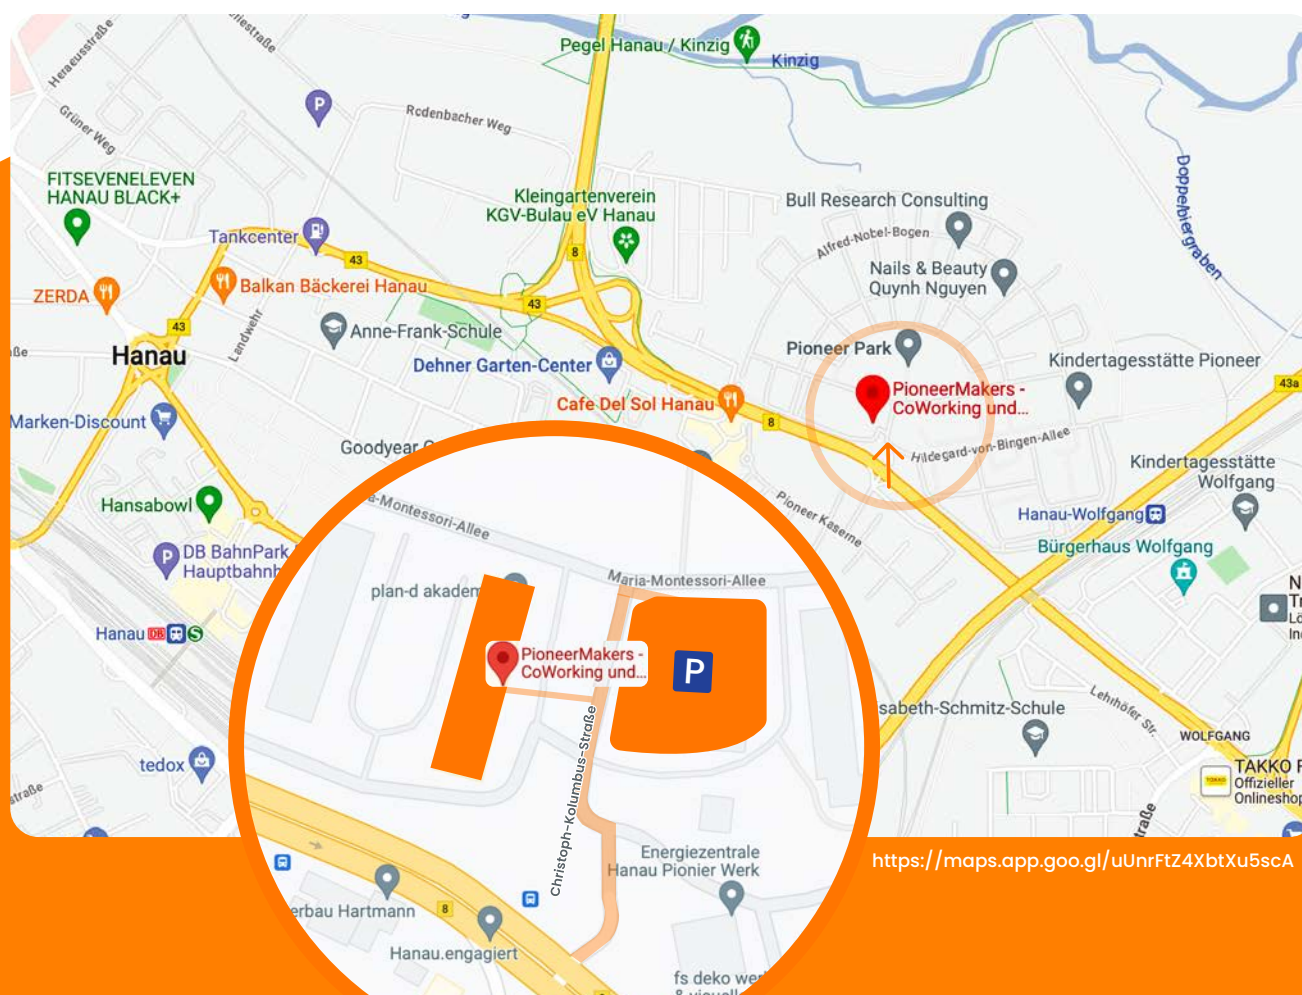 Pegel Hanau / Kinzig
Kinzig
Heraeusstraße
Grüner Weg
Rodenbacher Weg
P
FITSEVENELEVEN
HANAU BLACK+
Kleingartenverein
KGV-Bulau eV Hanau
Bull Research Consulting
Doppelbiergraben
Tankcenter
43
8
Alfred-Nobel-Bogen
Nails & Beauty
Quynh Nguyen
ZERDA
Balkan Bäckerei Hanau
43
43
Landwehr
Anne-Frank-Schule
Hanau
Dehner Garten-Center
Pioneer Park
Kindertagesstätte Pioneer
43a
PioneerMakers -
CoWorking und...
Cafe Del Sol Hanau
8
Marken-Discount
Goodyear
Hildegard-von-Bingen-Allee
Kindertagesstätte
Wolfgang
Hansabowl
Pioneer Kaserne
Hanau-Wolfgang
Bürgerhaus Wolfgang
P
DB BahnPark
Hauptbahnh
a-Montessori-Allee
Maria-Montessori-Allee
plan-d akadem
Hanau DB S
PioneerMakers -
CoWorking und...
P
Christoph-Kolumbus-Straße
Lehrhöfer Str.
sabeth-Schmitz-Schule
WOLFGANG
tedox
straße
TAKKO F
Offizieller
Onlineshop
TAKKO
traße
Energiezentrale
Hanau Pionier Werk
https://maps.app.goo.gl/uUnrFtZ4XbtXu5scA
erbau Hartmann
8
Hanau.engagiert
fs deko wer